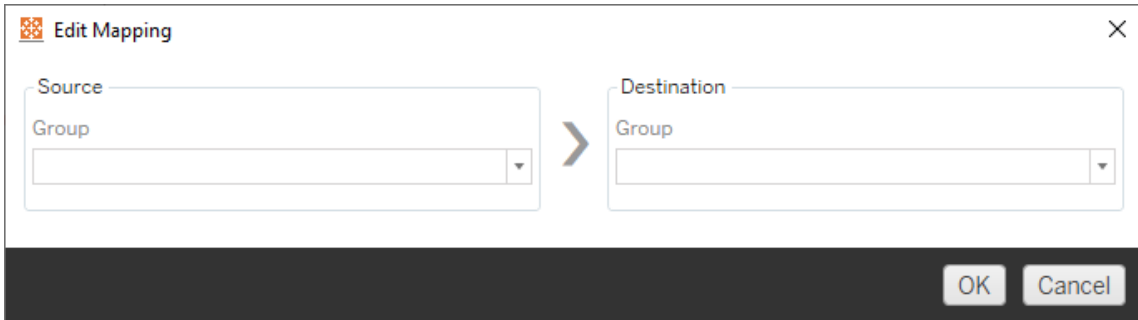 Edit Mapping
Source
Group
Destination
Group
OK
Cancel